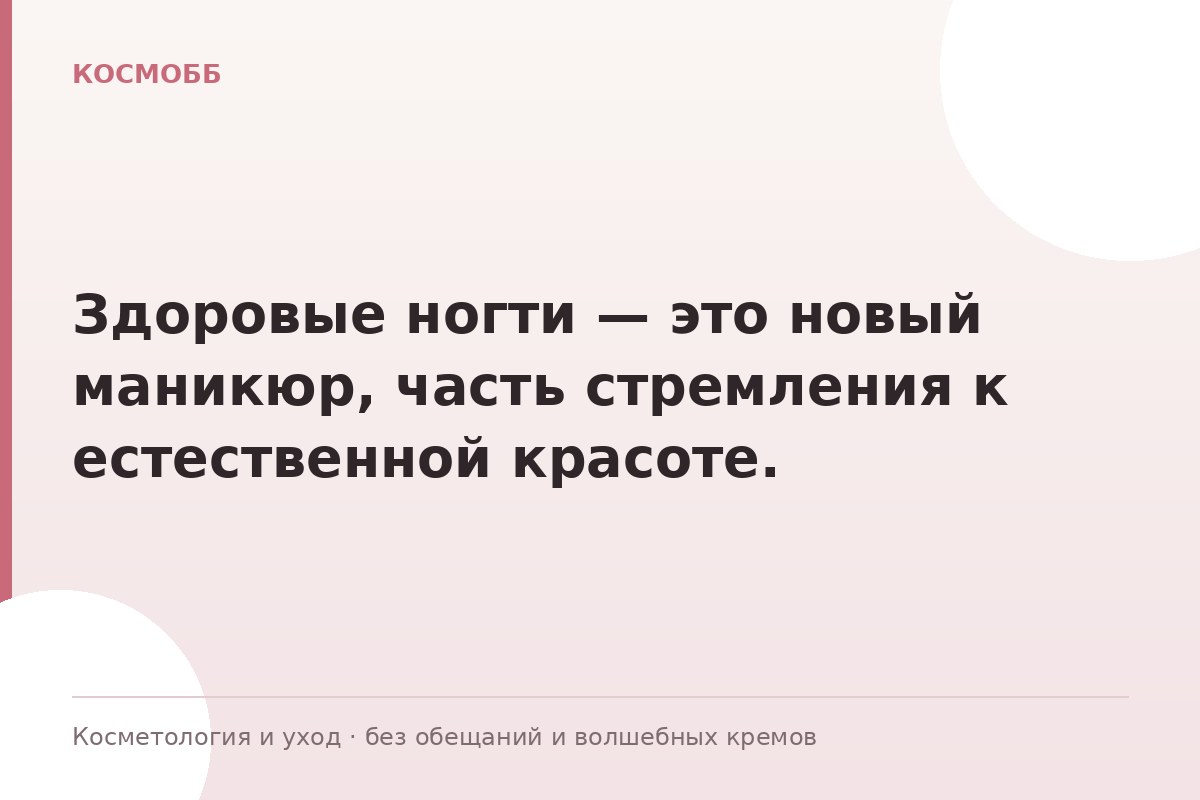 КОСМОББ
Здоровые ногти — это новый
маникюр, часть стремления к
естественной красоте.
Косметология и уход · без обещаний и волшебных кремов